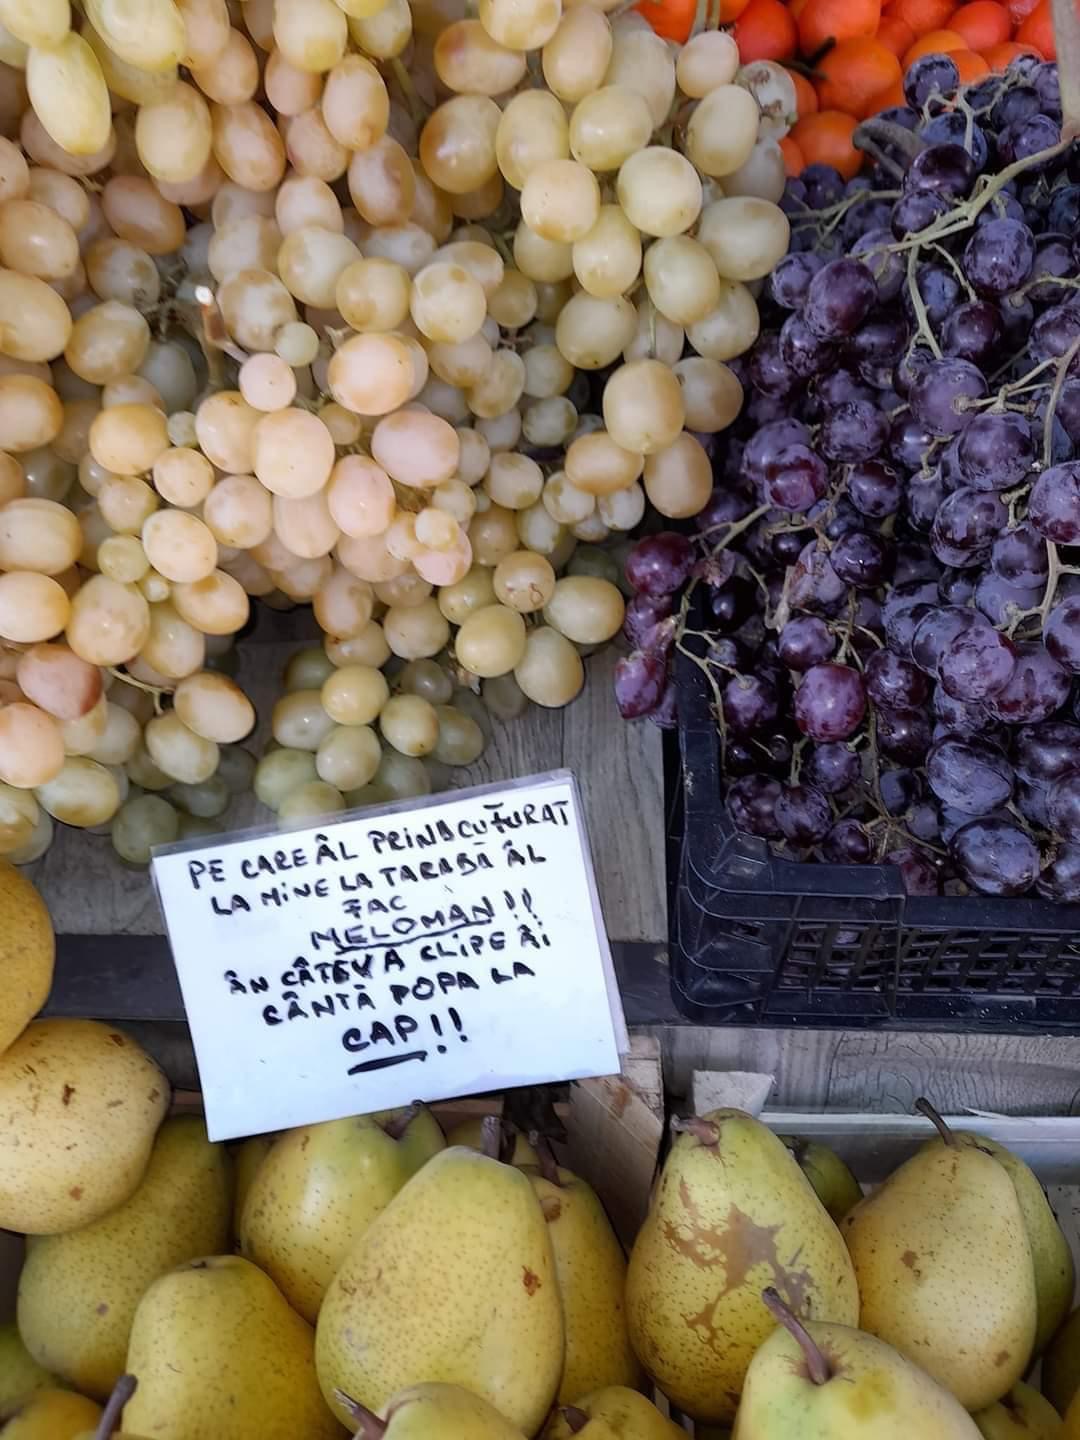 PE CARE ÂL PRIND CU FURAT
LA MINE LA TARABĂ ÂL
FAC
MELOMAN!!
ÂN CÂTEVA CLIPE ÂI
CÂNTĂ POPA LA
CAP!!